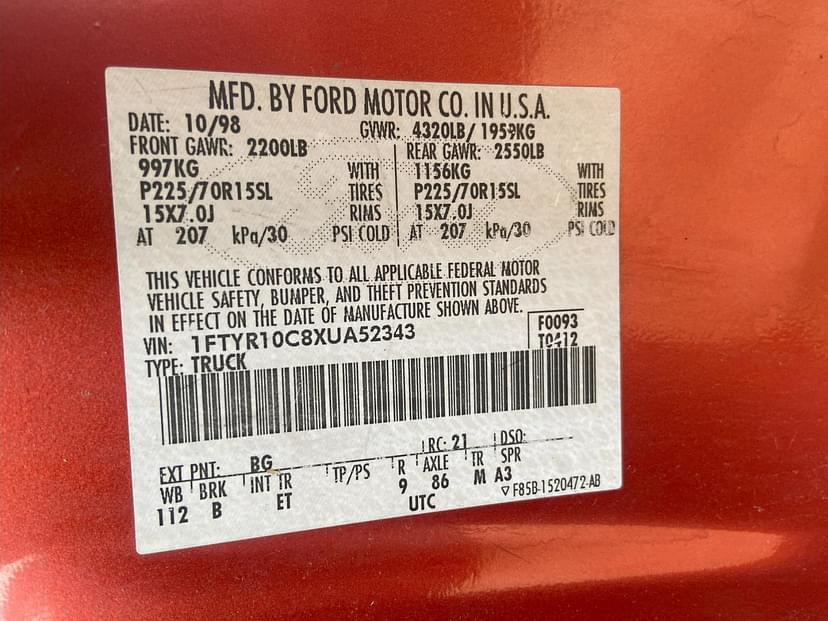 MFD. BY FORD MOTOR CO. IN U.S.A.
DATE: 10/98 GVWR: 4320LB/ 1959KG
FRONT GAWR: 2200LB REAR GAWR: 2550LB
997KG WITH 1156KG WITH
P225/70R15SL TIRES P225/70R15SL TIRES
15X7.0J RIMS 15X7.0J RIMS
AT 207 kPa/30 PSI COLD AT 207 kPa/30 PSI COLD
THIS VEHICLE CONFORMS TO ALL APPLICABLE FEDERAL MOTOR
VEHICLE SAFETY, BUMPER, AND THEFT PREVENTION STANDARDS
IN EFFECT ON THE DATE OF MANUFACTURE SHOWN ABOVE.
VIN: 1FTYR10C8XUA52343 F0093
TYPE: TRUCK T0412
EXT PNT: BG RC: 21 DSO:
WB BRK INT TR TP/PS R AXLE TR SPR
112 B ET 9 86 M A3
UTC ▽ F85B-1520472-AB